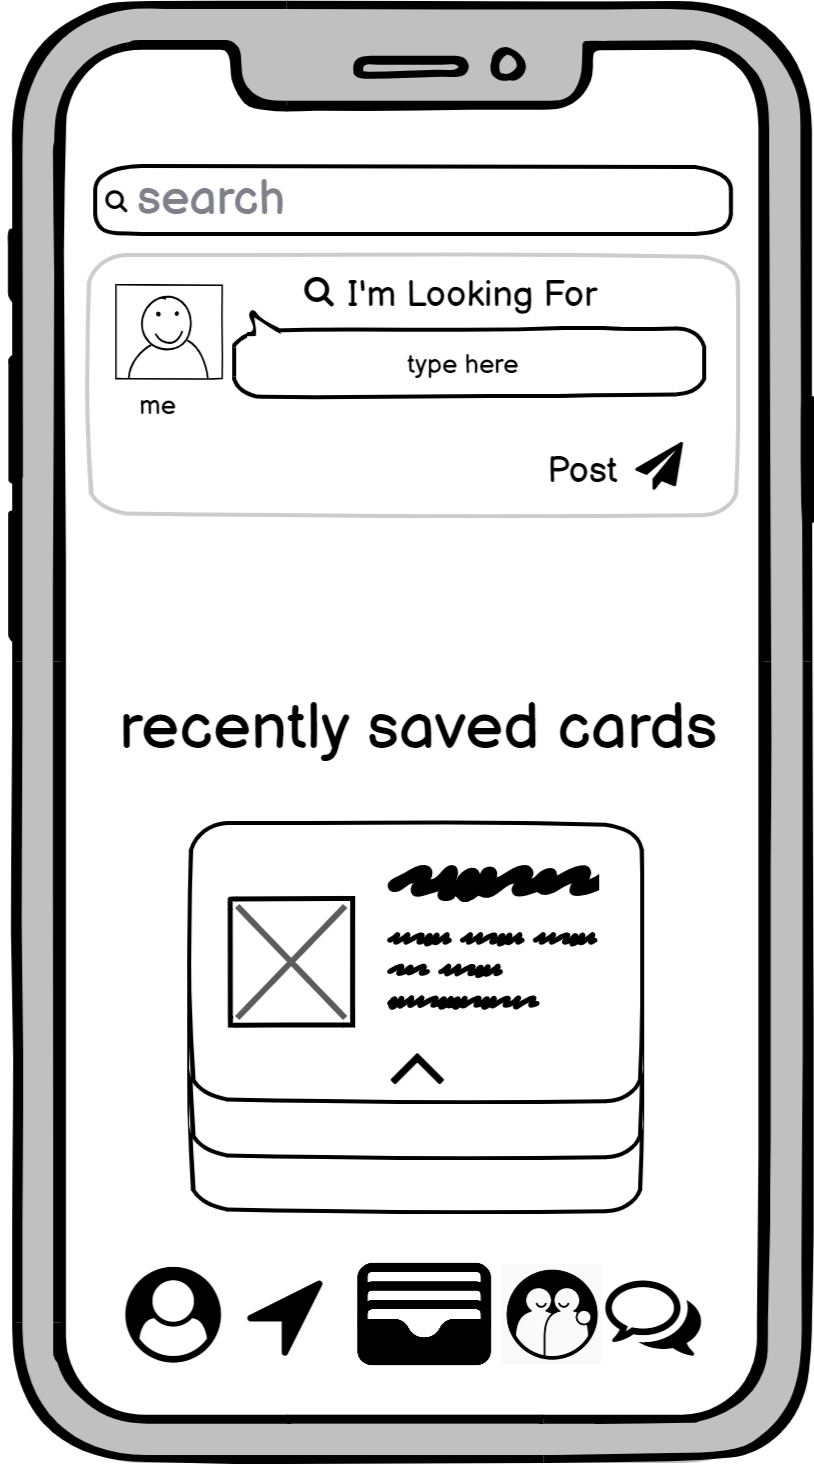 search
I'm Looking For
type here
me
Post
recently saved cards